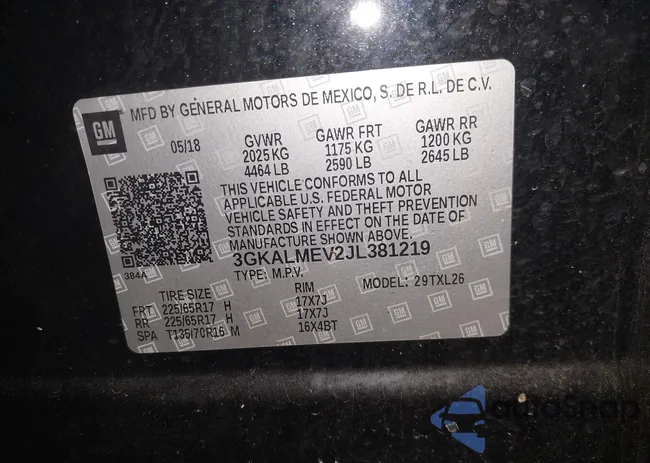 MFD BY GENERAL MOTORS DE MEXICO, S. DE R.L. DE C.V.
GM
05/18 GVWR GAWR FRT GAWR RR
2025 KG 1175 KG 1200 KG
4464 LB 2590 LB 2645 LB
THIS VEHICLE CONFORMS TO ALL
APPLICABLE U.S. FEDERAL MOTOR
VEHICLE SAFETY AND THEFT PREVENTION
STANDARDS IN EFFECT ON THE DATE OF
MANUFACTURE SHOWN ABOVE.
384A 3GKALMEV2JL381219
TYPE: M.P.V. MODEL: 29TXL26
TIRE SIZE RIM
FRT 225/65R17 H 17X7J
RR 225/65R17 H 17X7J
SPA T135/70R16 M 16X4BT
AutoSnap